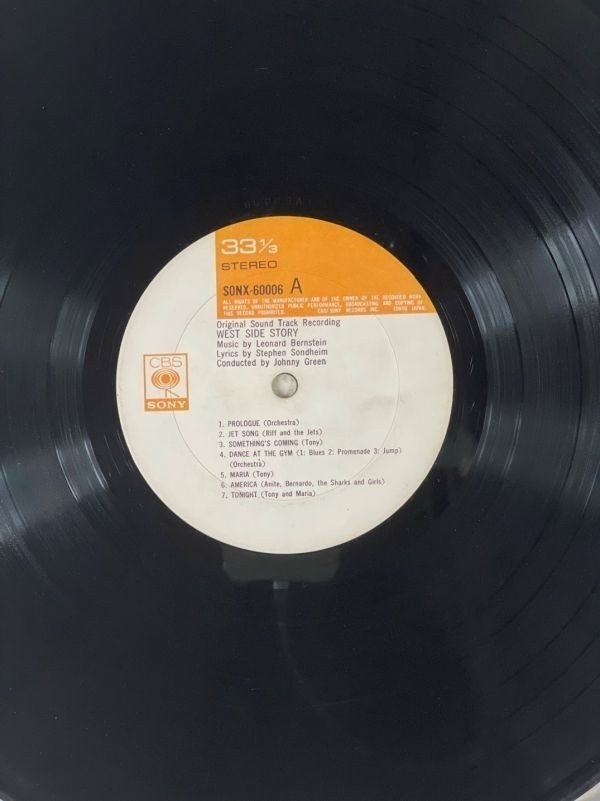 33 1/3
STEREO
SONX-60006 A
ALL RIGHTS OF THE MANUFACTURER AND OF THE OWNER OF THE RECORDED WORK
RESERVED. UNAUTHORIZED PUBLIC PERFORMANCE, BROADCASTING AND COPYING OF
THIS RECORD PROHIBITED. CBS/SONY RECORDS INC. TOKYO JAPAN.
Original Sound Track Recording
WEST SIDE STORY
Music by Leonard Bernstein
Lyrics by Stephen Sondheim
Conducted by Johnny Green
CBS
SONY
1. PROLOGUE (Orchestra)
2. JET SONG (Riff and the Jets)
3. SOMETHING'S COMING (Tony)
4. DANCE AT THE GYM (1: Blues 2: Promenade 3: Jump)
(Orchestra)
5. MARIA (Tony)
6. AMERICA (Anite, Bernardo, the Sharks and Girls)
7. TONIGHT (Tony and Maria)